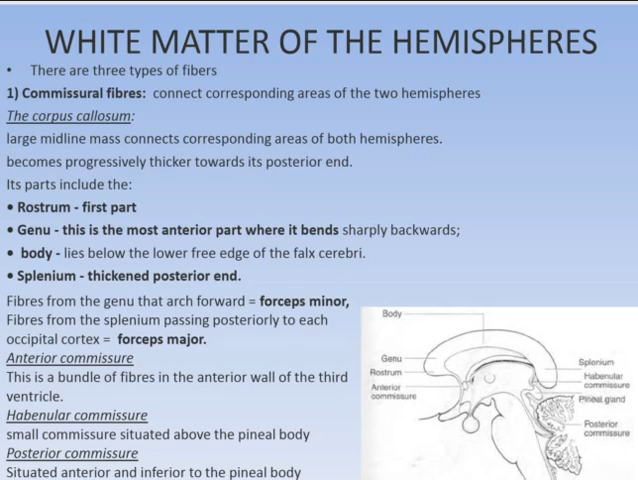 WHITE MATTER OF THE HEMISPHERES
• There are three types of fibers
1) Commissural fibres: connect corresponding areas of the two hemispheres
The corpus callosum:
large midline mass connects corresponding areas of both hemispheres.
becomes progressively thicker towards its posterior end.
Its parts include the:
• Rostrum - first part
• Genu - this is the most anterior part where it bends sharply backwards;
• body - lies below the lower free edge of the falx cerebri.
• Splenium - thickened posterior end.
Fibres from the genu that arch forward = forceps minor,
Fibres from the splenium passing posteriorly to each
occipital cortex = forceps major.
Anterior commissure
This is a bundle of fibres in the anterior wall of the third
ventricle.
Habenular commissure
small commissure situated above the pineal body
Posterior commissure
Situated anterior and inferior to the pineal body
Body
Genu
Rostrum
Anterior
commissure
Splenium
Habenular
commissure
Pineal gland
Posterior
commissure